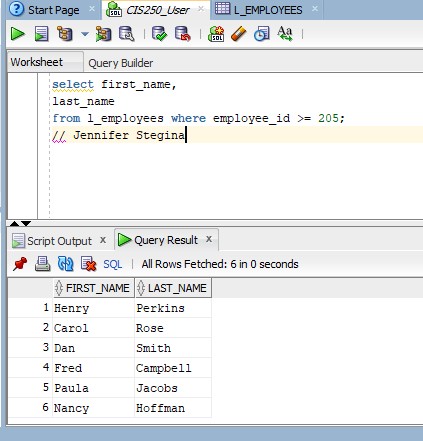 Start Page CIS250_User L_EMPLOYEES
Worksheet Query Builder
select first_name,
last_name
from l_employees where employee_id >= 205;
// Jennifer Stegina
Script Output x Query Result x
SQL | All Rows Fetched: 6 in 0 seconds
FIRST_NAME LAST_NAME
1 Henry Perkins
2 Carol Rose
3 Dan Smith
4 Fred Campbell
5 Paula Jacobs
6 Nancy Hoffman